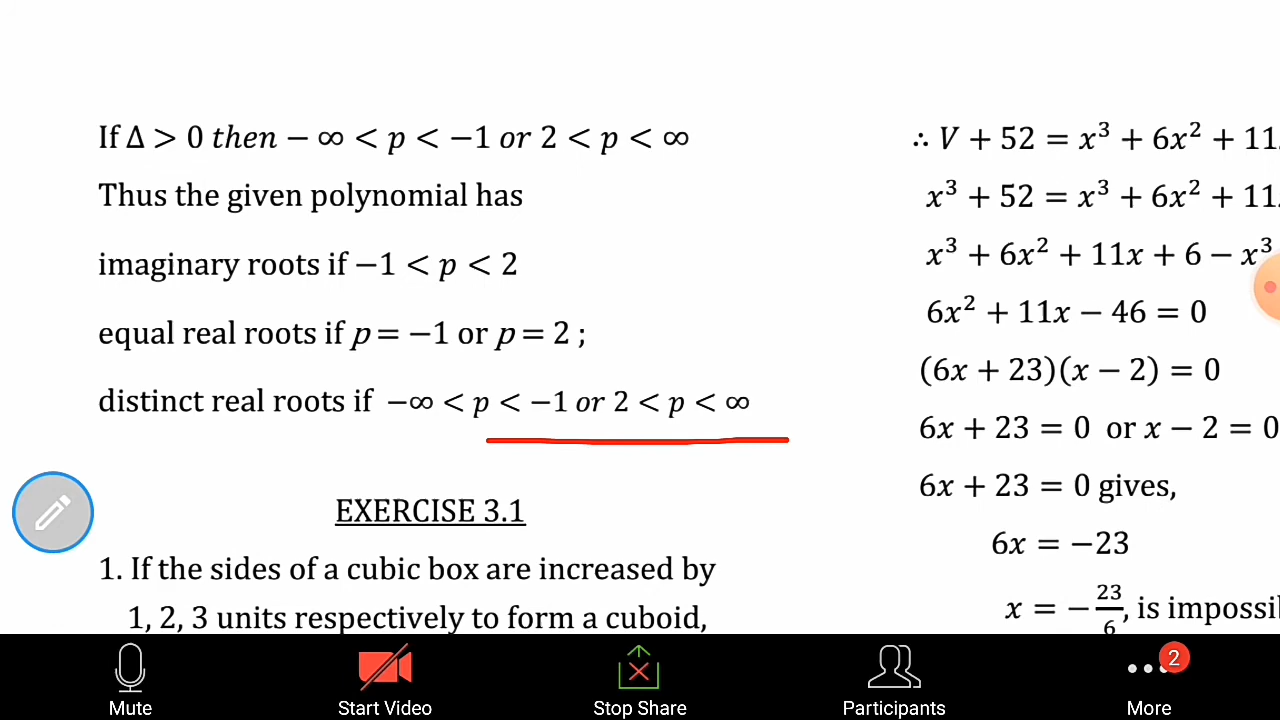 If Δ > 0 then − ∞ < p < −1 or 2 < p < ∞
Thus the given polynomial has
imaginary roots if −1 < p < 2
equal real roots if p = −1 or p = 2 ;
distinct real roots if −∞ < p < −1 or 2 < p < ∞
EXERCISE 3.1
1. If the sides of a cubic box are increased by
1, 2, 3 units respectively to form a cuboid,
∴ V + 52 = x³ + 6x² + 11
x³ + 52 = x³ + 6x² + 11
x³ + 6x² + 11x + 6 − x³
6x² + 11x − 46 = 0
(6x + 23)(x − 2) = 0
6x + 23 = 0 or x − 2 = 0
6x + 23 = 0 gives,
6x = −23
x = − 23/6, is
Mute Start Video Stop Share Participants More 2